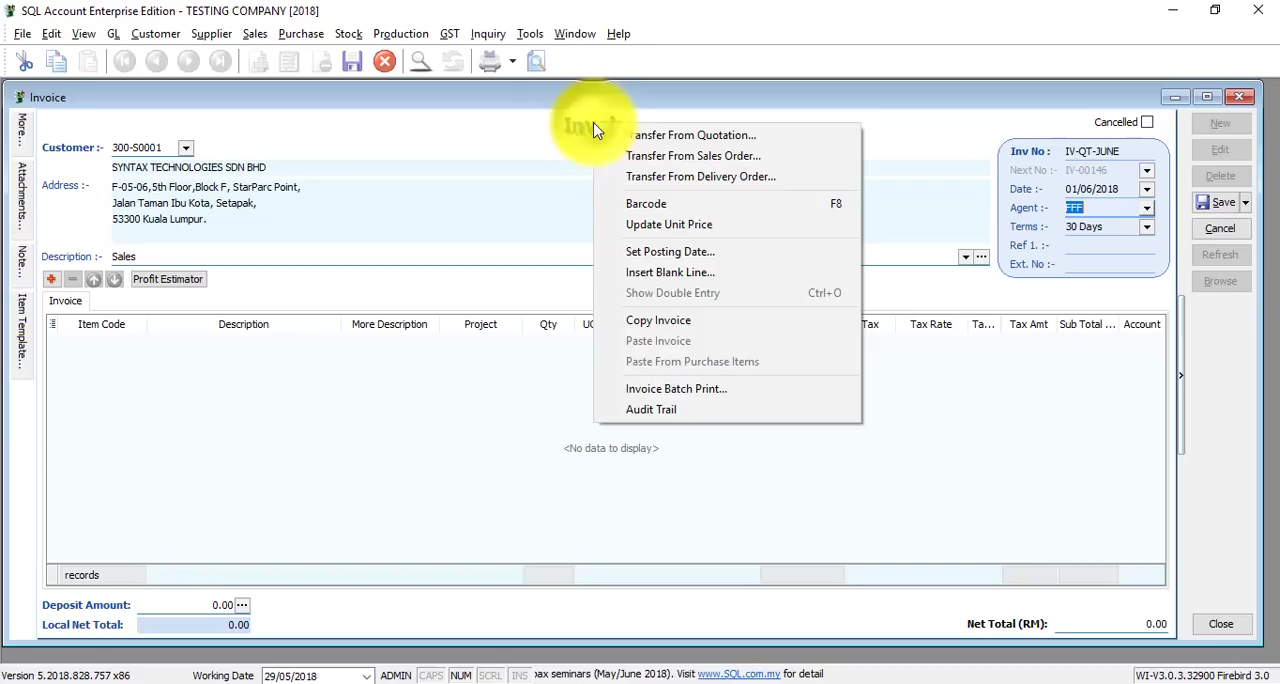 SQL Account Enterprise Edition - TESTING COMPANY [2018]
File Edit View GL Customer Supplier Sales Purchase Stock Production GST Inquiry Tools Window Help
Invoice
More...
Attachments...
Note...
Item Template...
Customer :- 300-S0001
SYNTAX TECHNOLOGIES SDN BHD
Address :- F-05-06,5th Floor,Block F, StarParc Point,
Jalan Taman Ibu Kota, Setapak,
53300 Kuala Lumpur.
Description :- Sales
Profit Estimator
Transfer From Quotation...
Transfer From Sales Order...
Transfer From Delivery Order...
Barcode F8
Update Unit Price
Set Posting Date...
Insert Blank Line...
Show Double Entry Ctrl+O
Copy Invoice
Paste Invoice
Paste From Purchase Items
Invoice Batch Print...
Audit Trail
Cancelled
Inv No : IV-QT-JUNE
Next No : IV-00146
Date :- 01/06/2018
Agent :- FFF
Terms :- 30 Days
Ref 1. :-
Ext. No :-
New
Edit
Delete
Save
Cancel
Refresh
Browse
Invoice
Item Code Description More Description Project Qty Tax Tax Rate Ta... Tax Amt Sub Total ... Account
<No data to display>
records
Deposit Amount: 0.00
Local Net Total: 0.00
Net Total (RM): 0.00
Close
Version 5.2018.828.757 x86 Working Date 29/05/2018 ADMIN CAPS NUM SCRL INS seminars (May/June 2018). Visit www.SQL.com.my for detail WI-V3.0.3.32900 Firebird 3.0